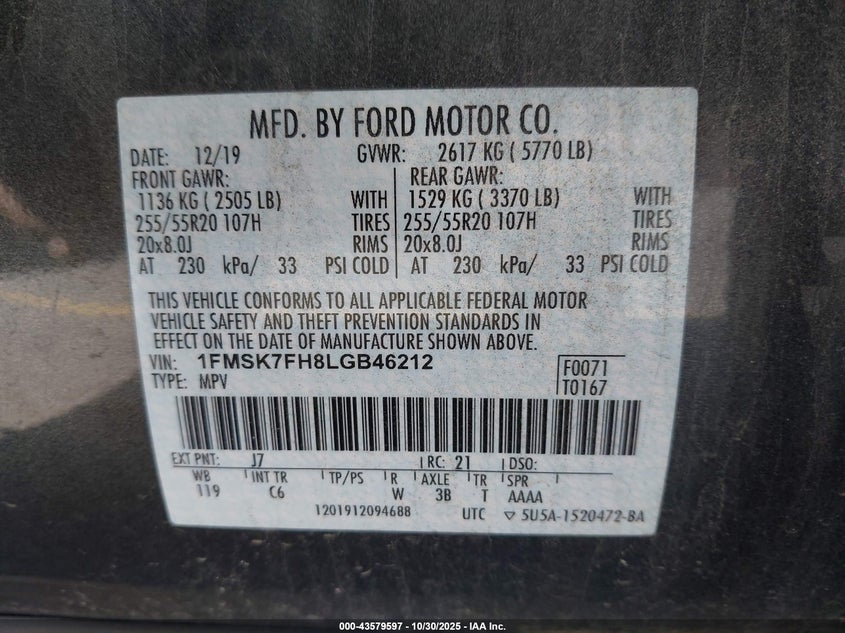 MFD. BY FORD MOTOR CO.
DATE: 12/19 GVWR: 2617 KG ( 5770 LB)
FRONT GAWR: REAR GAWR:
1136 KG ( 2505 LB) WITH 1529 KG ( 3370 LB) WITH
255/55R20 107H TIRES 255/55R20 107H TIRES
20x8.0J RIMS 20x8.0J RIMS
AT 230 kPa/ 33 PSI COLD AT 230 kPa/ 33 PSI COLD
THIS VEHICLE CONFORMS TO ALL APPLICABLE FEDERAL MOTOR
VEHICLE SAFETY AND THEFT PREVENTION STANDARDS IN
EFFECT ON THE DATE OF MANUFACTURE SHOWN ABOVE.
VIN: 1FMSK7FH8LGB46212 F0071
TYPE: MPV T0167
EXT PNT: J7 RC: 21 DSO:
WB INT TR TP/PS R AXLE TR SPR
119 C6 W 3B T AAAA
1201912094688 UTC ▽ 5U5A-1520472-BA
000-43579597 - 10/30/2025 - IAA Inc.